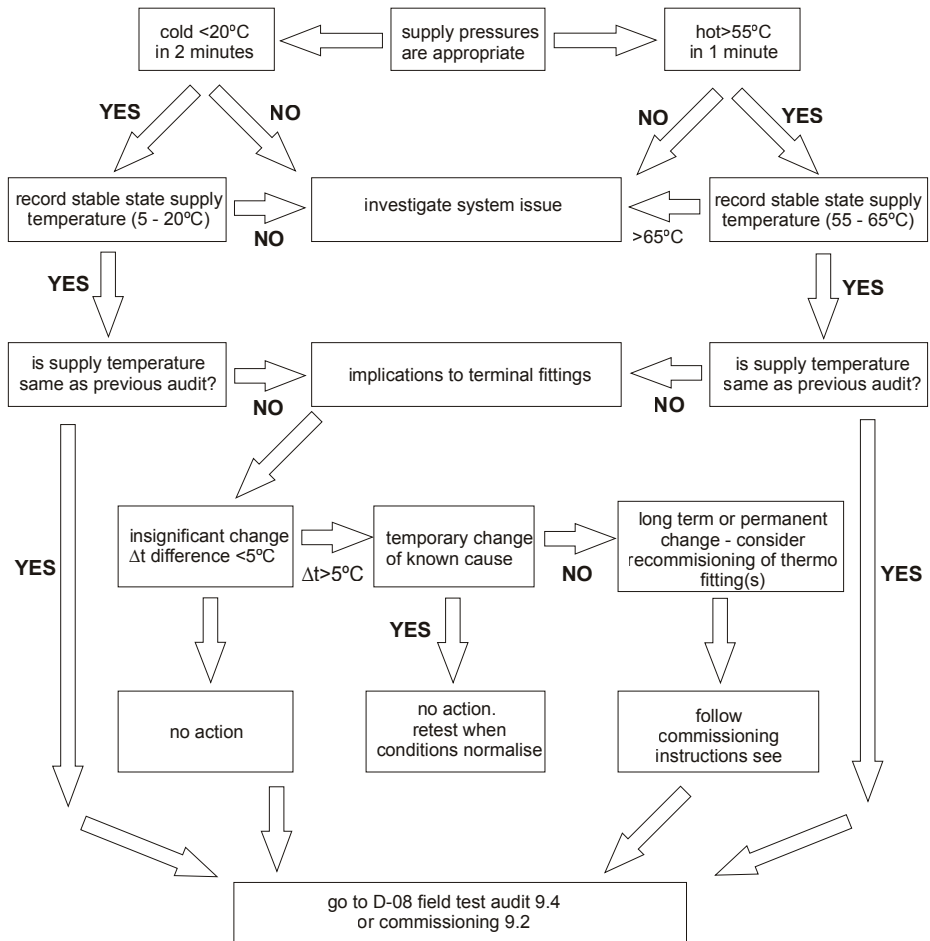 cold <20ºC
in 2 minutes
supply pressures
are appropriate
hot>55ºC
in 1 minute
YES
NO
NO
YES
record stable state supply
temperature (5 - 20ºC)
NO
investigate system issue
>65ºC
record stable state supply
temperature (55 - 65ºC)
YES
YES
is supply temperature
same as previous audit?
NO
implications to terminal fittings
NO
is supply temperature
same as previous audit?
YES
insignificant change
Δt difference <5ºC
Δt>5ºC
temporary change
of known cause
NO
long term or permanent
change - consider
recommisioning of thermo
fitting(s)
YES
YES
no action
no action.
retest when
conditions normalise
follow
commissioning
instructions see
go to D-08 field test audit 9.4
or commissioning 9.2